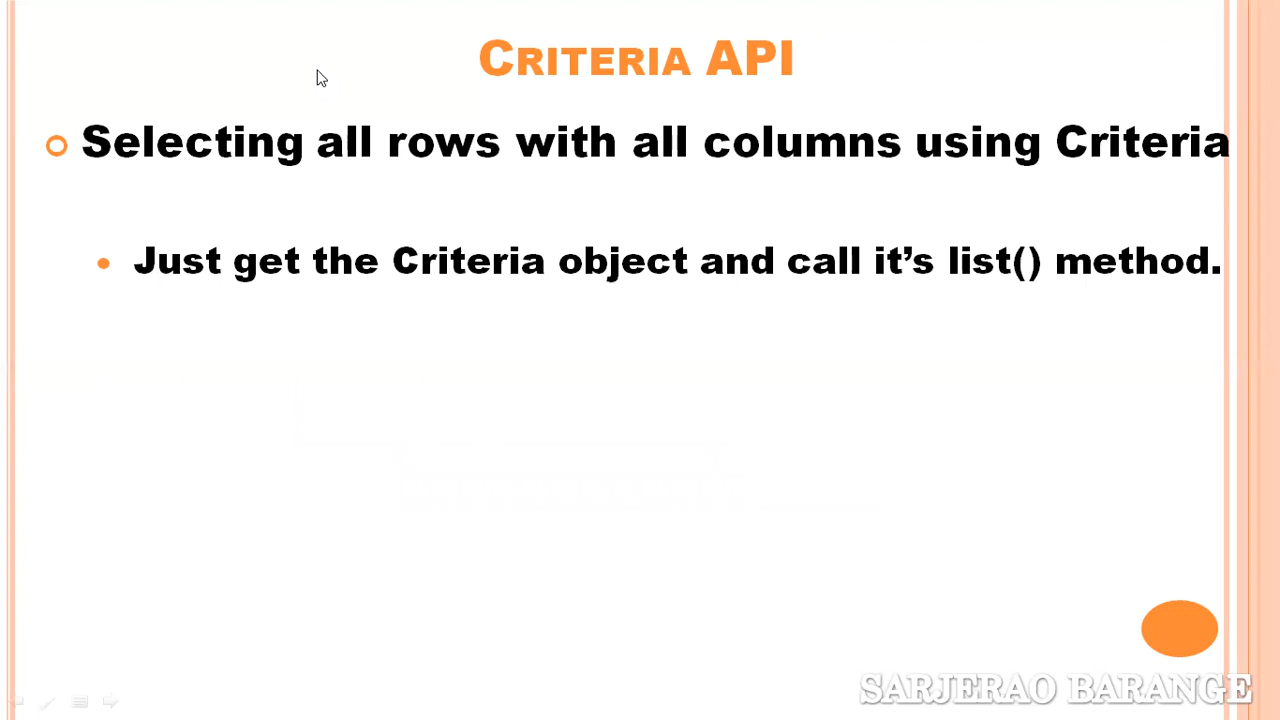 CRITERIA API
Selecting all rows with all columns using Criteria
Just get the Criteria object and call it’s list() method.
SARJERAO BARANGE